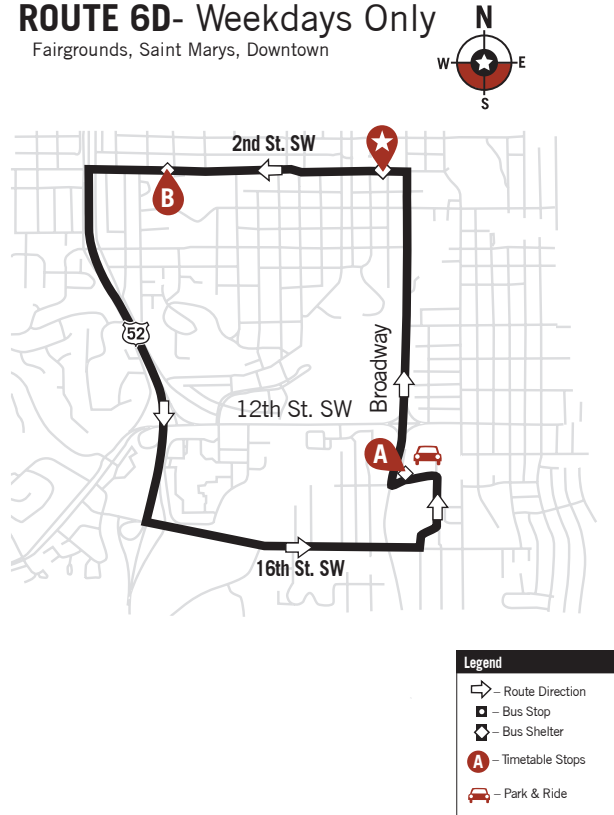 ROUTE 6D- Weekdays Only
Fairgrounds, Saint Marys, Downtown
N
W
E
S
2nd St. SW
B
52
Broadway
12th St. SW
A
16th St. SW
Legend
– Route Direction
– Bus Stop
– Bus Shelter
A – Timetable Stops
– Park & Ride